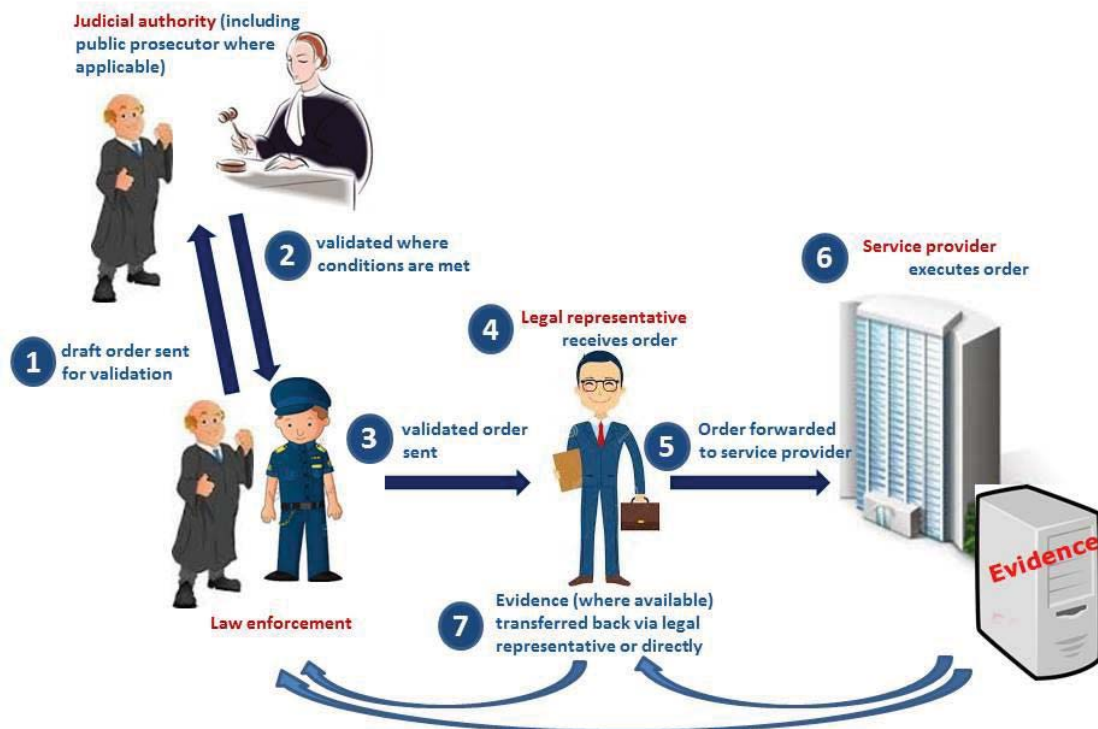 Judicial authority (including
public prosecutor where
applicable)
2
validated where
conditions are met
1
draft order sent
for validation
Law enforcement
3
validated order
sent
4
Legal representative
receives order
5
Order forwarded
to service provider
6
Service provider
executes order
Evidence
7
Evidence (where available)
transferred back via legal
representative or directly